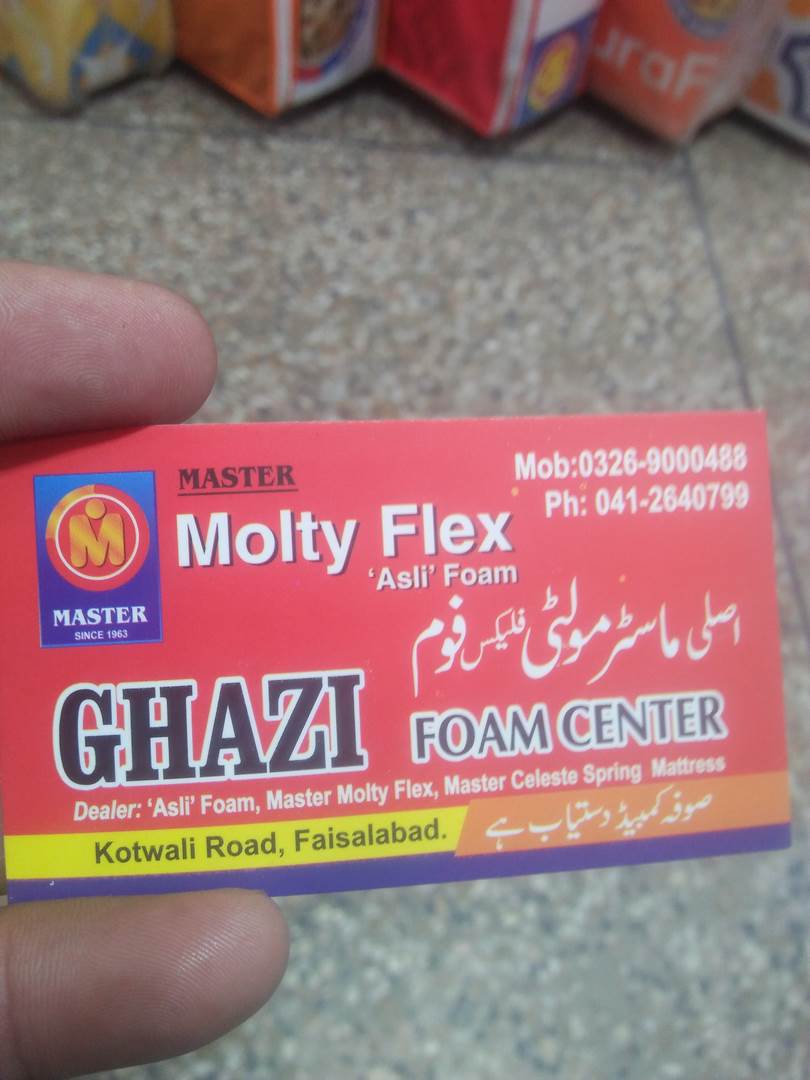 uraF
MASTER
SINCE 1963
MASTER
Molty Flex
'Asli' Foam
Mob:0326-9000488
Ph: 041-2640799
اصلی ماسٹر مولٹی فلیکس فوم
GHAZI FOAM CENTER
Dealer: 'Asli' Foam, Master Molty Flex, Master Celeste Spring Mattress
Kotwali Road, Faisalabad.
صوفہ کمبیڈ دستیاب ہے